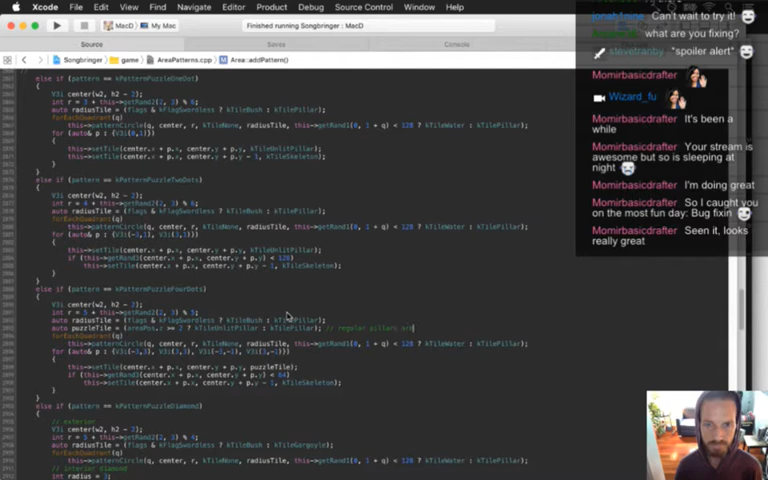 Xcode File Edit View Find Navigate Editor Product Debug Source Control Window Help
MacD My Mac Finished running Songbringer : MacD
Source Saves Console
Songbringer game AreaPatterns.cpp Area::addPattern()
else if (pattern == kPatternPuzzleOneDot)
V3i center(w2, h2 - 2);
int r = 3 + this->getRand2(2, 3) % 6;
auto radiusTile = (flags & kFlagSwordless ? kTileBush : kTilePillar);
forEachQuadrant(q)
this->patternCircle(q, center, r, kTileNone, radiusTile, this->getRand1(0, 1 + q) < 128 ? kTileWater : kTilePillar);
for (auto& p : {V3i(0,1)})
{
this->setTile(center.x + p.x, center.y + p.y, kTileUnlitPillar);
this->setTile(center.x + p.x, center.y + p.y - 1, kTileSkeleton);
}
else if (pattern == kPatternPuzzleTwoDots)
V3i center(w2, h2 - 2);
int r = 4 + this->getRand2(2, 3) % 6;
auto radiusTile = (flags & kFlagSwordless ? kTileBush : kTilePillar);
forEachQuadrant(q)
this->patternCircle(q, center, r, kTileNone, radiusTile, this->getRand1(0, 1 + q) < 128 ? kTileWater : kTilePillar);
for (auto& p : {V3i(-3,1), V3i(3,1)})
{
this->setTile(center.x + p.x, center.y + p.y, kTileUnlitPillar);
if (this->getRand3(center.x + p.x, center.y + p.y) < 128)
this->setTile(center.x + p.x, center.y + p.y - 1, kTileSkeleton);
}
else if (pattern == kPatternPuzzleFourDots)
V3i center(w2, h2 - 2);
int r = 5 + this->getRand2(2, 3) % 5;
auto radiusTile = (flags & kFlagSwordless ? kTileBush : kTilePillar);
auto puzzleTile = (areaPos.z >= 2 ? kTileUnlitPillar : kTilePillar); // regular pillars are
forEachQuadrant(q)
this->patternCircle(q, center, r, kTileNone, radiusTile, this->getRand1(0, 1 + q) < 128 ? kTileWater : kTilePillar);
for (auto& p : {V3i(-3,3), V3i(3,3), V3i(-3,-1), V3i(3,-1)})
{
this->setTile(center.x + p.x, center.y + p.y, puzzleTile);
if (this->getRand3(center.x + p.x, center.y + p.y) < 64)
this->setTile(center.x + p.x, center.y + p.y - 1, kTileSkeleton);
}
else if (pattern == kPatternPuzzleDiamond)
// exterior
V3i center(w2, h2 - 2);
int r = 5 + this->getRand2(2, 3) % 4;
auto radiusTile = (flags & kFlagSwordless ? kTileBush : kTileGargoyle);
forEachQuadrant(q)
this->patternCircle(q, center, r, kTileNone, radiusTile, this->getRand1(0, 1 + q) < 128 ? kTileWater : kTilePillar);
// interior diamond
int radius = 3;
Can't wait to try it!
what are you fixing?
stevetranby *spoiler alert*
Momirbasicdrafter
Wizard_fu
Momirbasicdrafter It's been a
while
Momirbasicdrafter Your stream is
awesome but so is sleeping at
night
Momirbasicdrafter I'm doing great
Momirbasicdrafter So I caught you
on the most fun day: Bug fixin
Momirbasicdrafter Seen it, looks
really great